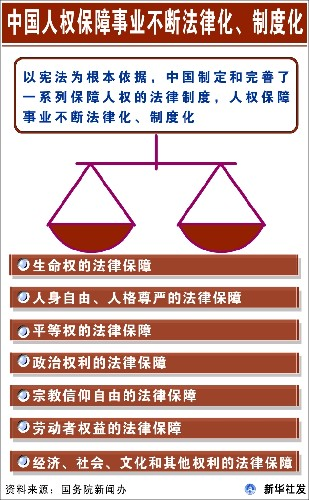 中国人权保障事业不断法律化、制度化
以宪法为根本依据，中国制定和完善了
一系列保障人权的法律制度，人权保障
事业不断法律化、制度化
生命权的法律保障
人身自由、人格尊严的法律保障
平等权的法律保障
政治权利的法律保障
宗教信仰自由的法律保障
劳动者权益的法律保障
经济、社会、文化和其他权利的法律保障
资料来源：国务院新闻办
新华社发